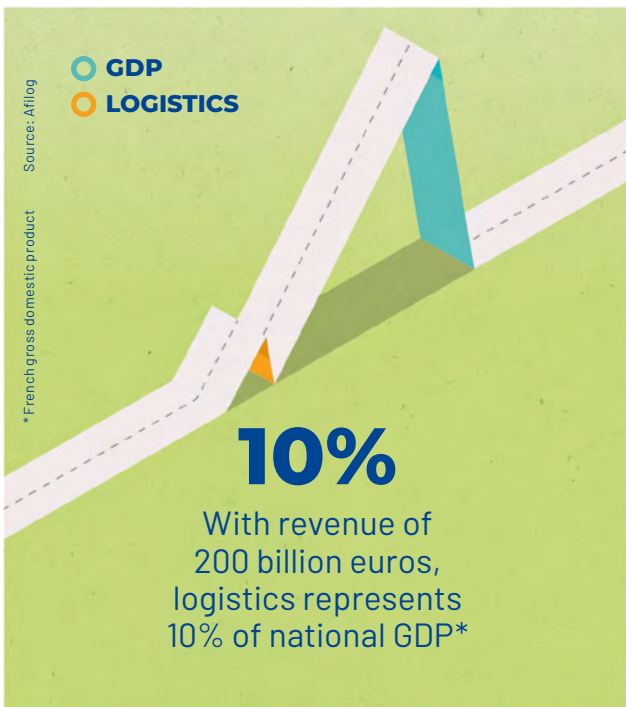 GDP
LOGISTICS
Source: Afilog
*French gross domestic product
10%
With revenue of
200 billion euros,
logistics represents
10% of national GDP*